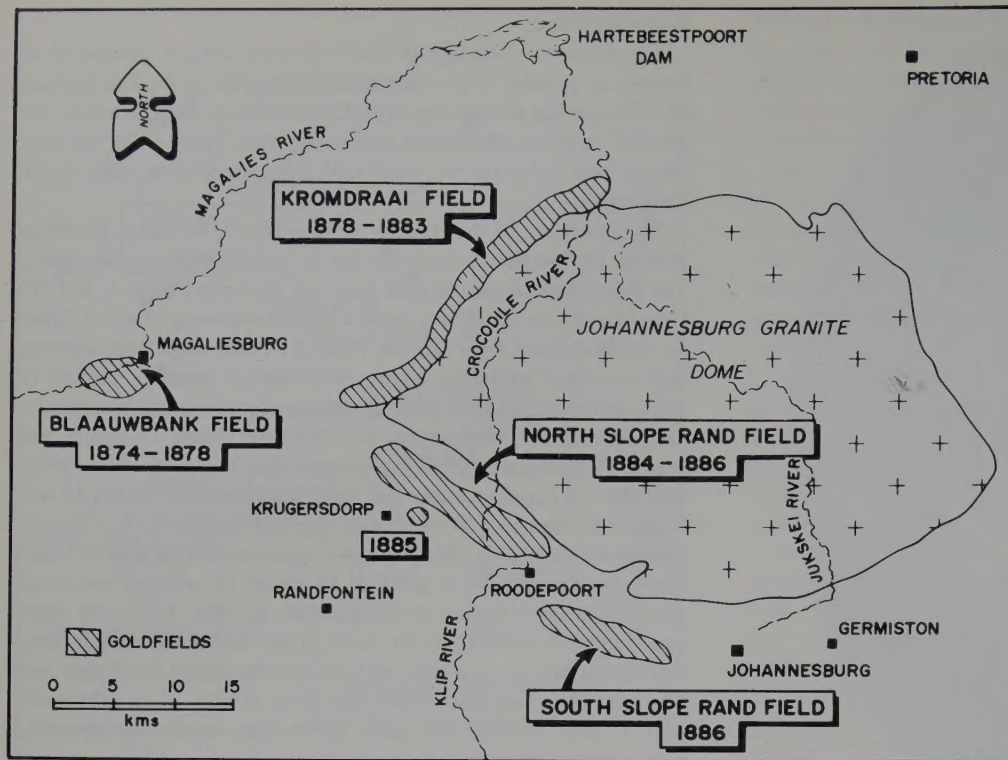 HARTEBEESTPOORT
DAM
PRETORIA
NORTH
MAGALIES RIVER
KROMDRAAI FIELD
1878 – 1883
CROCODILE RIVER
JOHANNESBURG GRANITE
DOME
MAGALIESBURG
BLAAUWBANK FIELD
1874 – 1878
NORTH SLOPE RAND FIELD
1884 – 1886
JUKSKEI RIVER
KRUGERSDORP
1885
RANDFONTEIN
ROODEPOORT
KLIP RIVER
GOLDFIELDS
GERMISTON
JOHANNESBURG
0 5 10 15
kms
SOUTH SLOPE RAND FIELD
1886